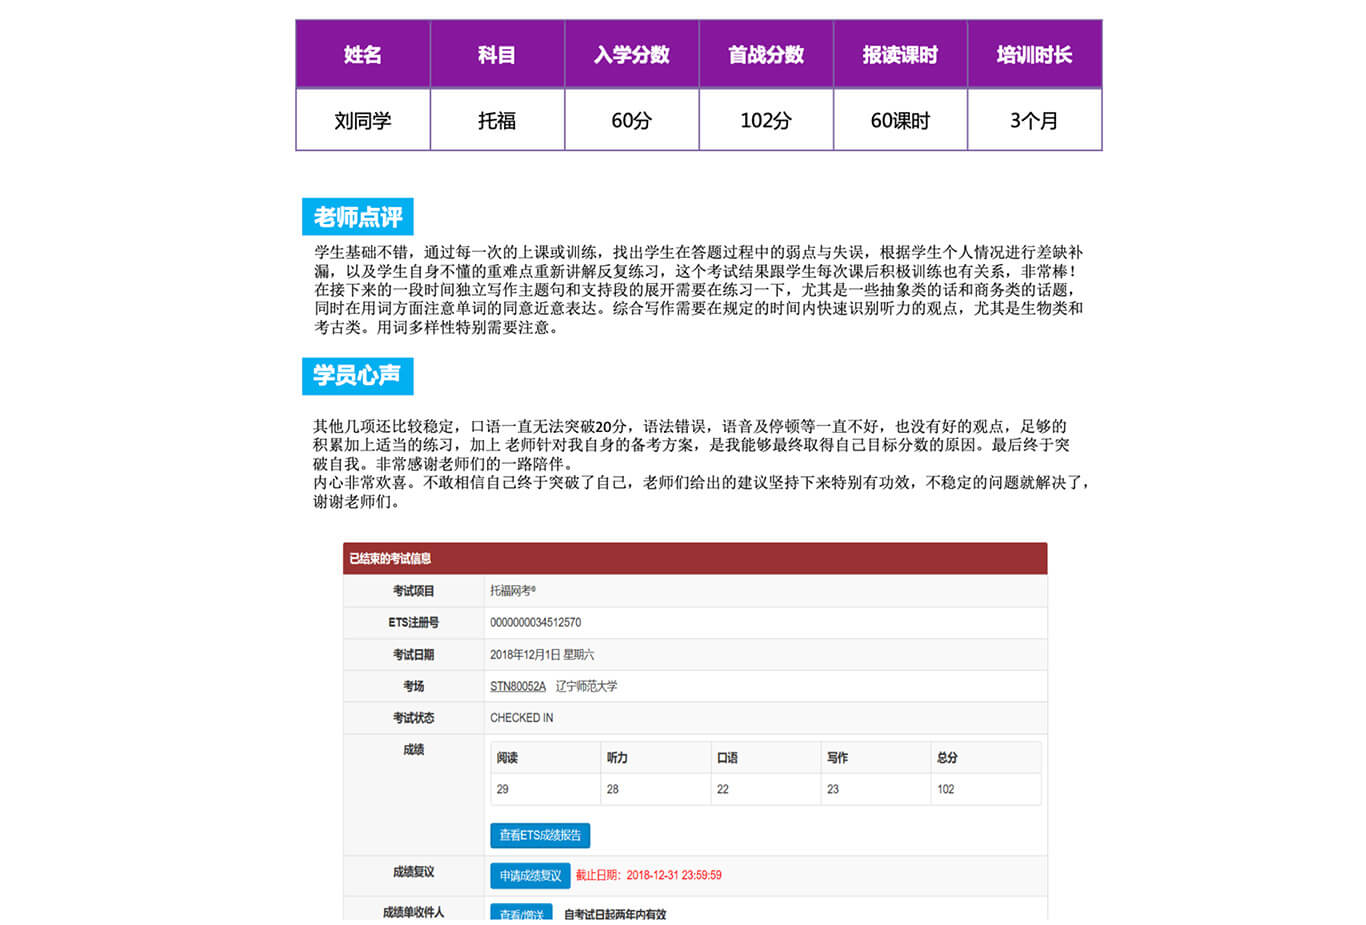 姓名 科目 入学分数 首战分数 报读课时 培训时长
刘同学 托福 60分 102分 60课时 3个月
老师点评
学生基础不错，通过每一次的上课或训练，找出学生在答题过程中的弱点与失误，根据学生个人情况进行差缺补
漏，以及学生自身不懂的重难点重新讲解反复练习，这个考试结果跟学生每次课后积极训练也有关系，非常棒！
在接下来的一段时间独立写作主题句和支持段的展开需要在练习一下，尤其是一些抽象类的话和商务类的话题，
同时在用词方面注意单词的同意近意表达。综合写作需要在规定的时间内快速识别听力的观点，尤其是生物类和
考古类。用词多样性特别需要注意。
学员心声
其他几项还比较稳定，口语一直无法突破20分，语法错误，语音及停顿等一直不好，也没有好的观点，足够的
积累加上适当的练习，加上 老师针对我自身的备考方案，是我能够最终取得自己目标分数的原因。最后终于突
破自我。非常感谢老师们的一路陪伴。
内心非常欢喜。不敢相信自己终于突破了自己，老师们给出的建议坚持下来特别有功效，不稳定的问题就解决了，
谢谢老师们。
已结束的考试信息
考试项目 托福网考®
ETS注册号 0000000034512570
考试日期 2018年12月1日 星期六
考场 STN80052A 辽宁师范大学
考试状态 CHECKED IN
成绩
阅读 听力 口语 写作 总分
29 28 22 23 102
查看ETS成绩报告
成绩复议 申请成绩复议 截止日期：2018-12-31 23:59:59
成绩单收件人 查看/增送 自考试日起两年内有效